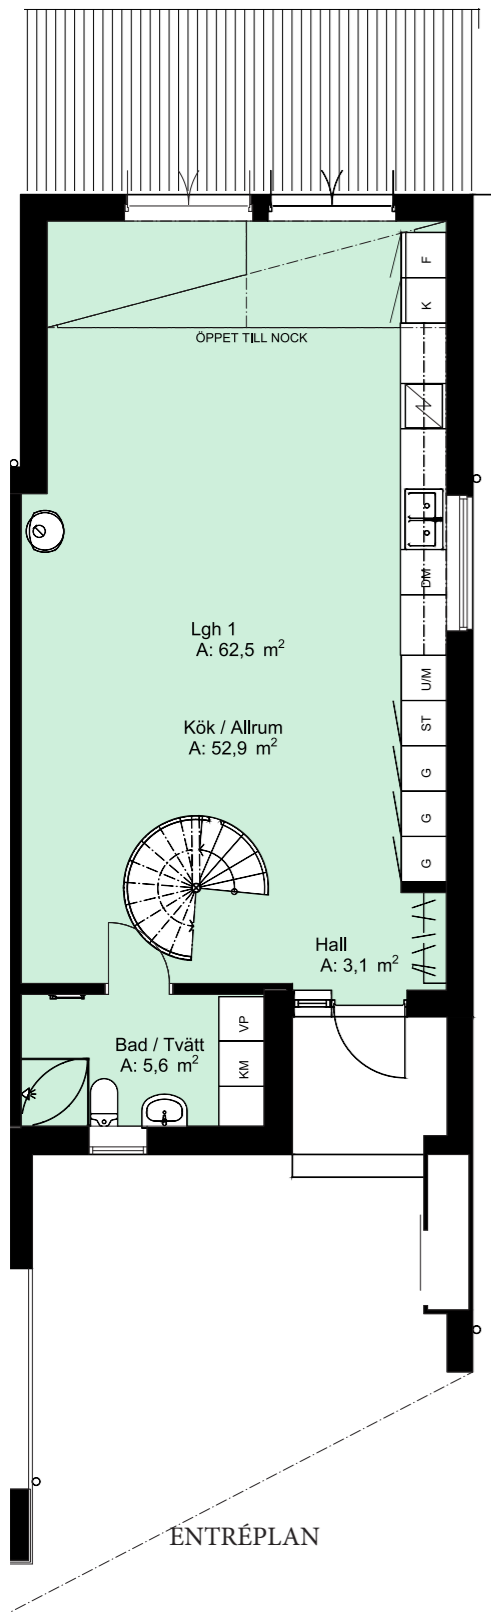 F
K
ÖPPET TILL NOCK
DM
Lgh 1
A: 62,5 m²
U/M
ST
Kök / Allrum
A: 52,9 m²
G
G
G
Hall
A: 3,1 m²
VP
Bad / Tvätt
A: 5,6 m²
KM
ENTRÉPLAN